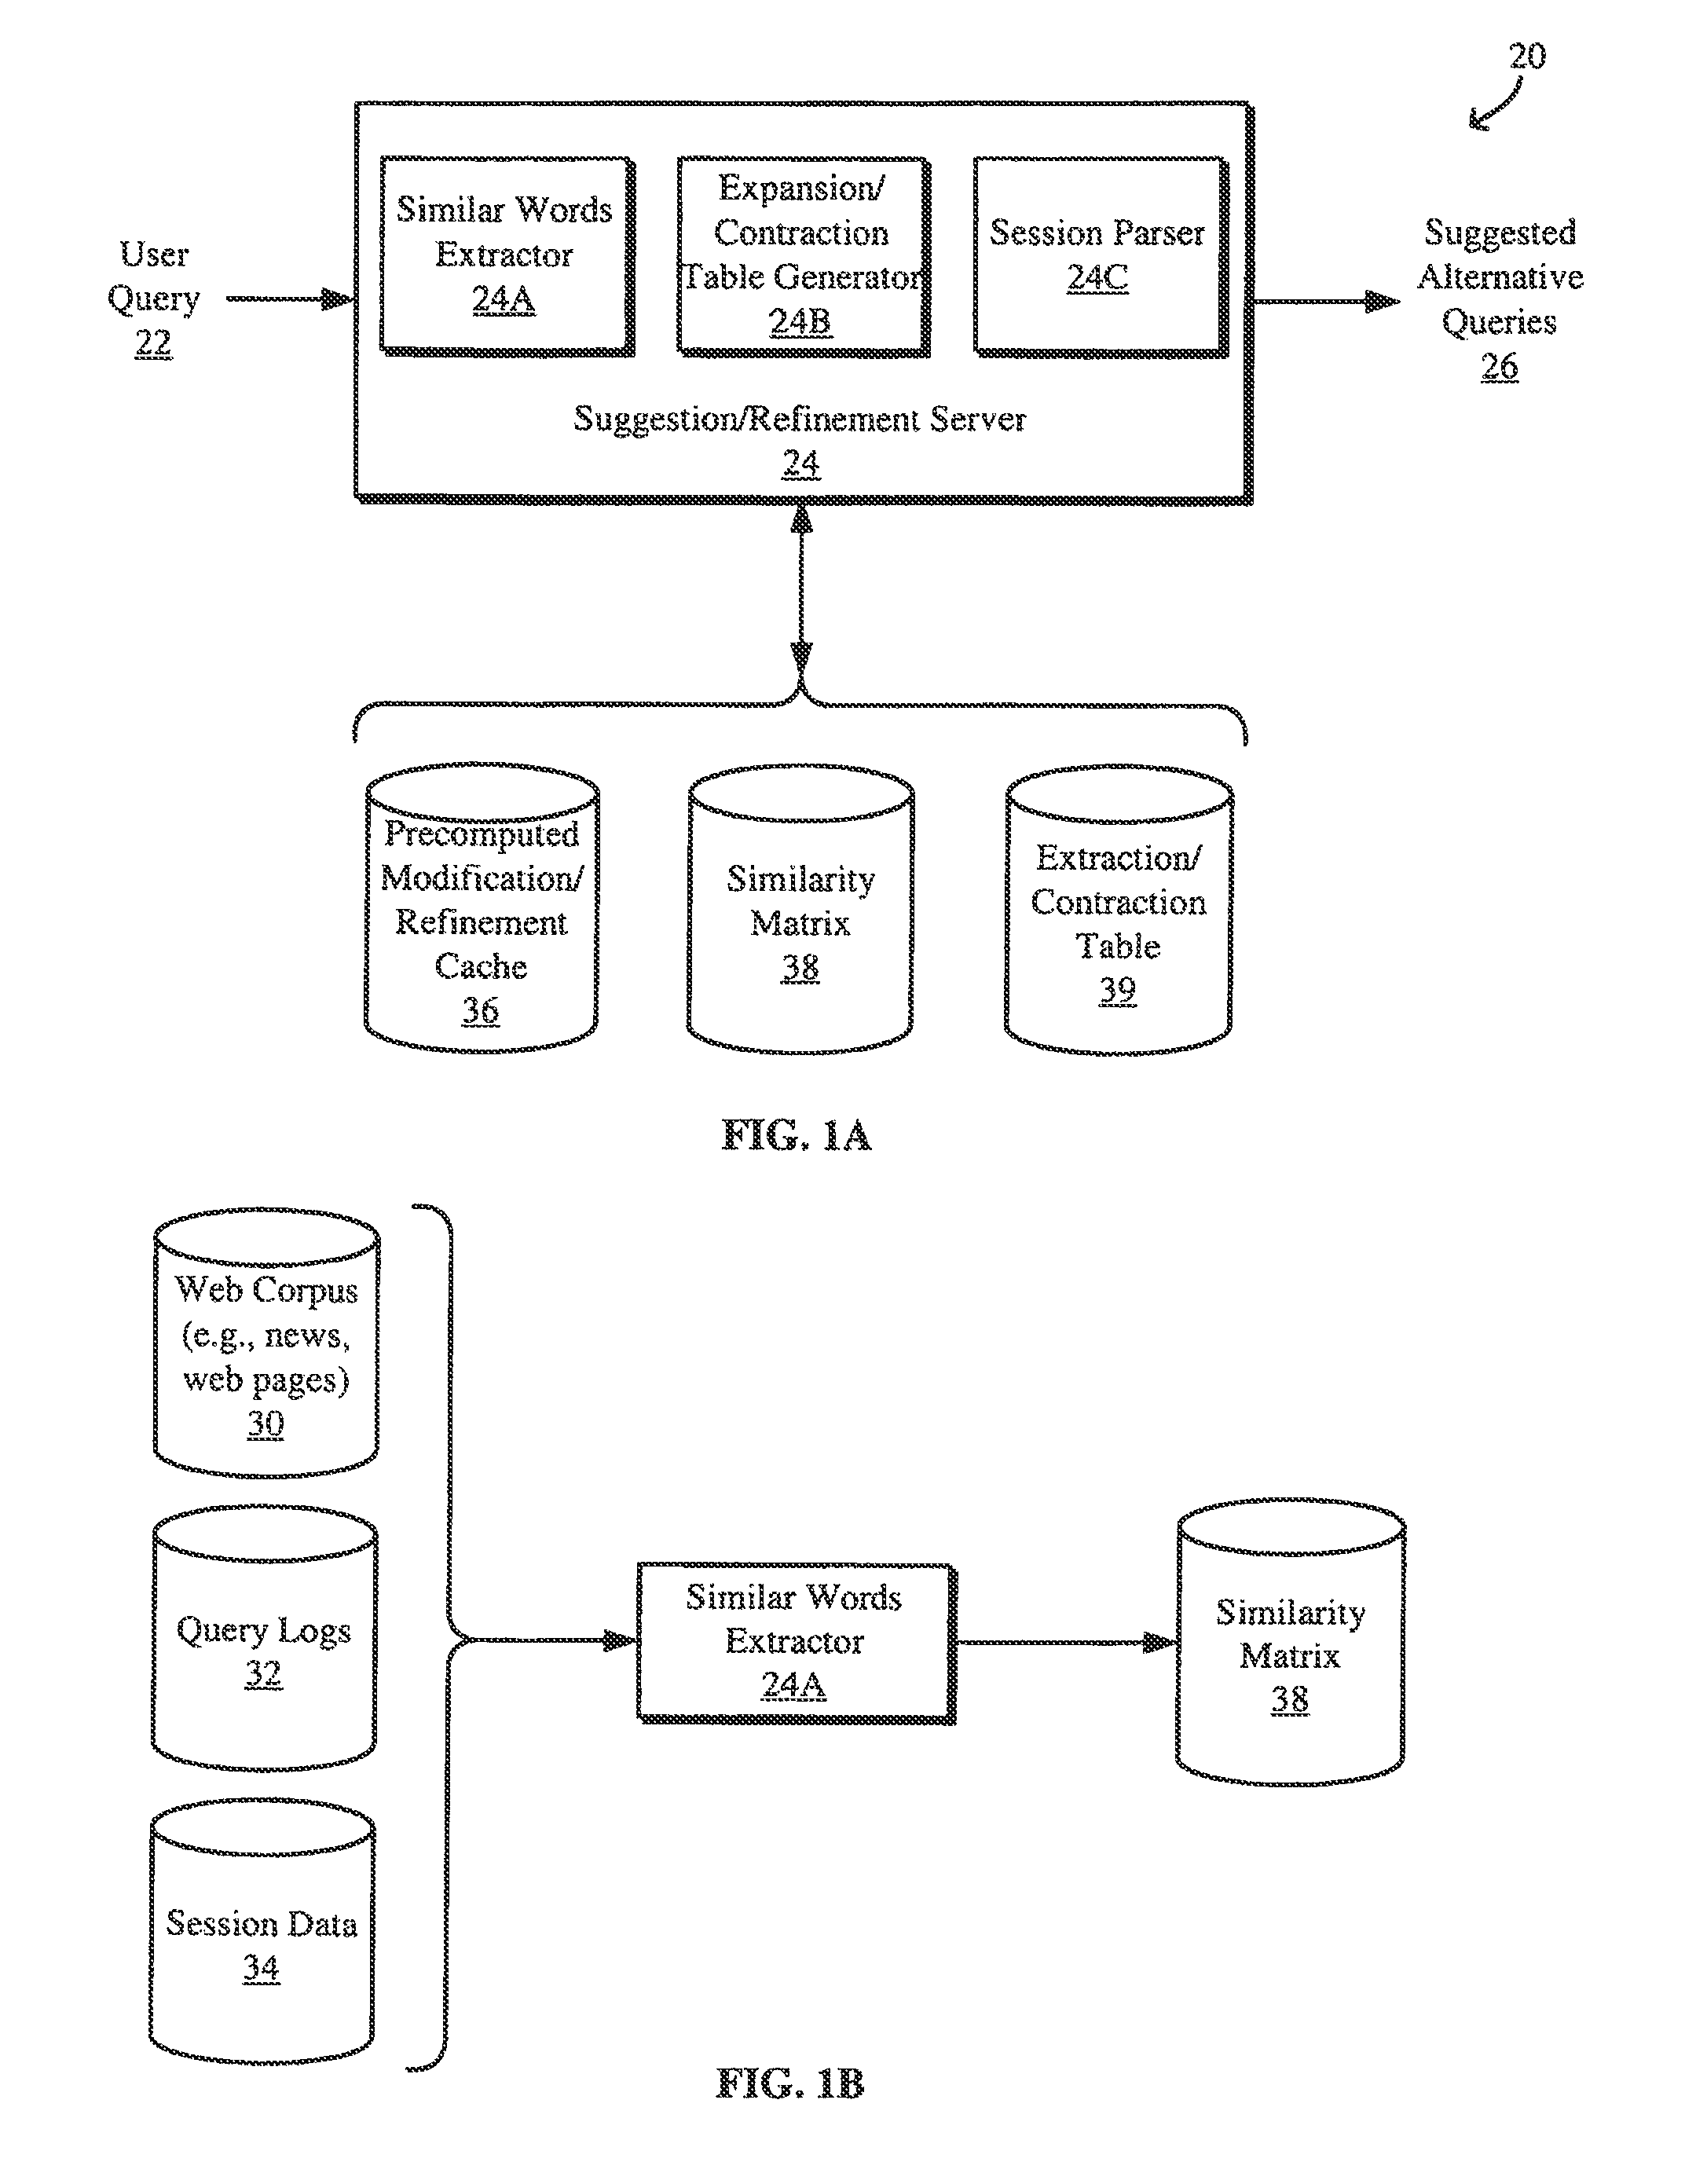 20
User
Query
22
Similar Words
Extractor
24A
Expansion/
Contraction
Table Generator
24B
Session Parser
24C
Suggestion/Refinement Server
24
Suggested
Alternative
Queries
26
Precomputed
Modification/
Refinement
Cache
36
Similarity
Matrix
38
Extraction/
Contraction
Table
39
FIG. 1A
Web Corpus
(e.g., news,
web pages)
30
Query Logs
32
Session Data
34
Similar Words
Extractor
24A
Similarity
Matrix
38
FIG. 1B